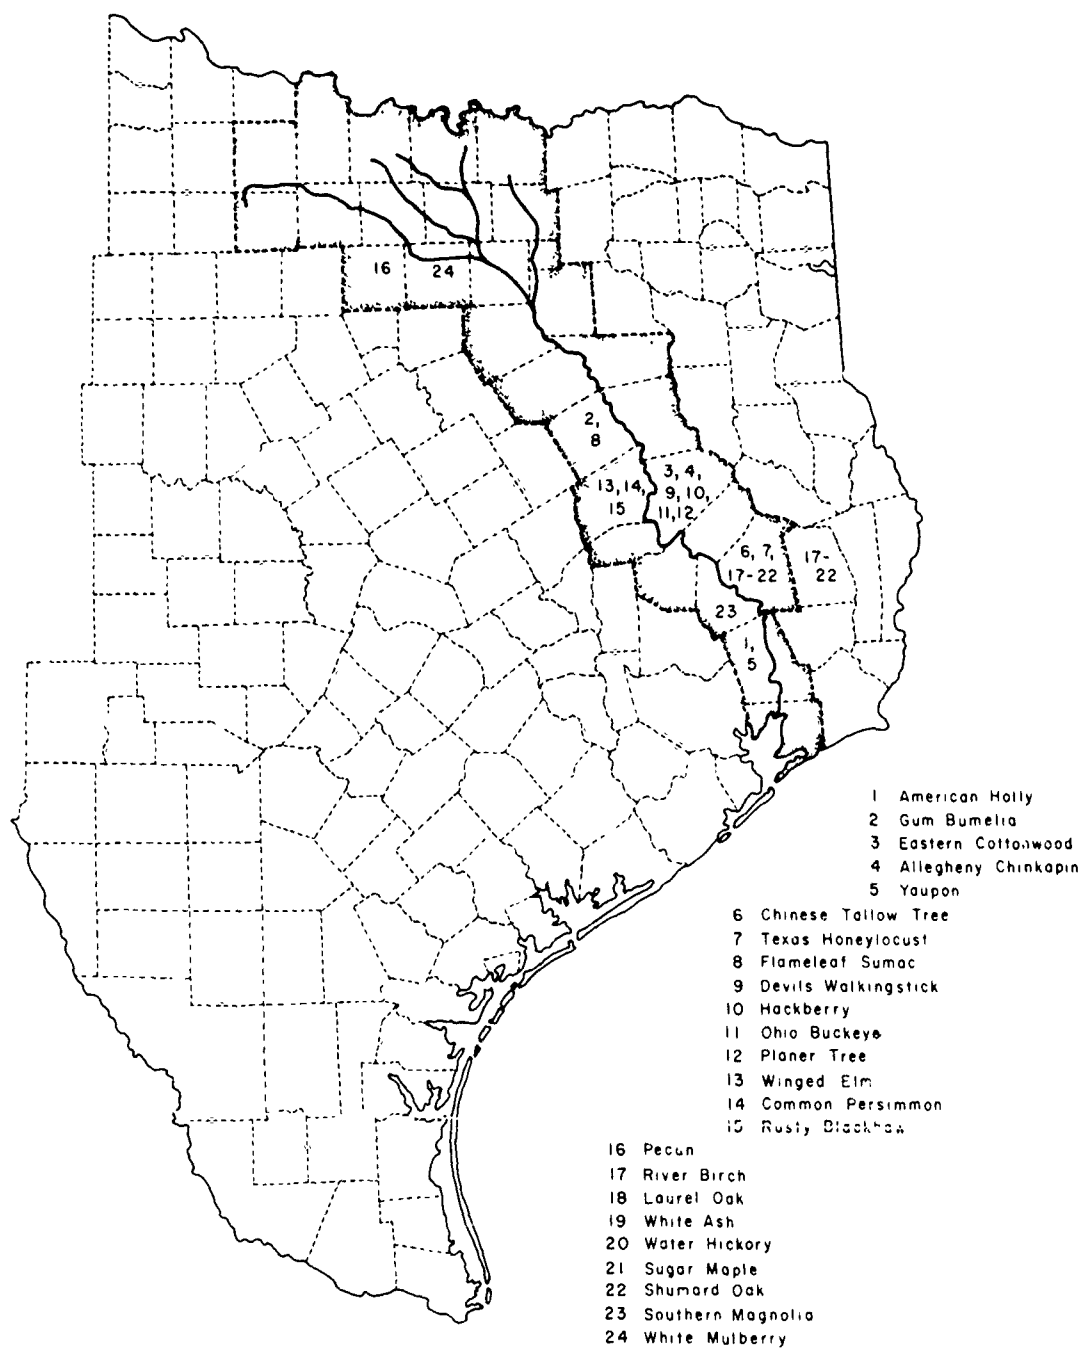 16
24
2,
8
3, 4,
13, 14,
9, 10,
15
11, 12
6, 7,
17-
17-22
22
23
1,
5
1 American Holly
2 Gum Bumelia
3 Eastern Cottonwood
4 Allegheny Chinkapin
5 Yaupon
6 Chinese Tallow Tree
7 Texas Honeylocust
8 Flameleaf Sumac
9 Devils Walkingstick
10 Hackberry
11 Ohio Buckeye
12 Planer Tree
13 Winged Elm
14 Common Persimmon
15 Rusty Blackhaw
16 Pecan
17 River Birch
18 Laurel Oak
19 White Ash
20 Water Hickory
21 Sugar Maple
22 Shumard Oak
23 Southern Magnolia
24 White Mulberry